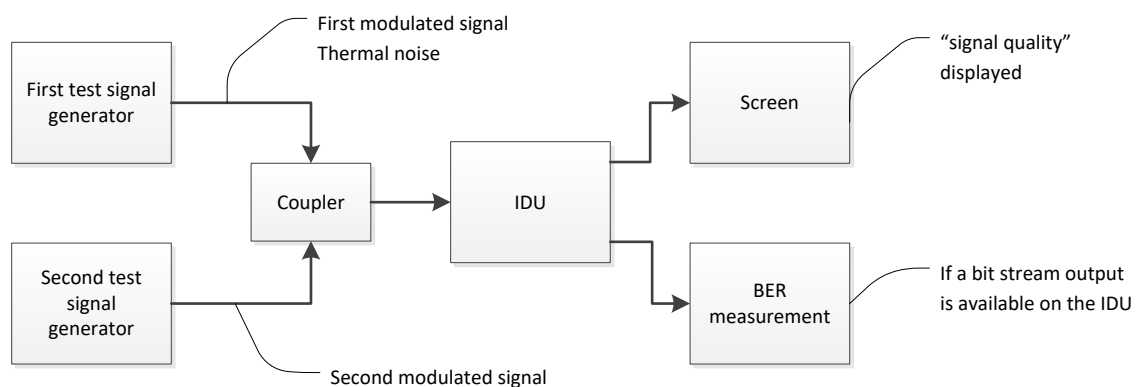 First modulated signal
Thermal noise
“signal quality”
displayed
First test signal
generator
Screen
Coupler
IDU
Second test
signal
generator
BER
measurement
If a bit stream output
is available on the IDU
Second modulated signal